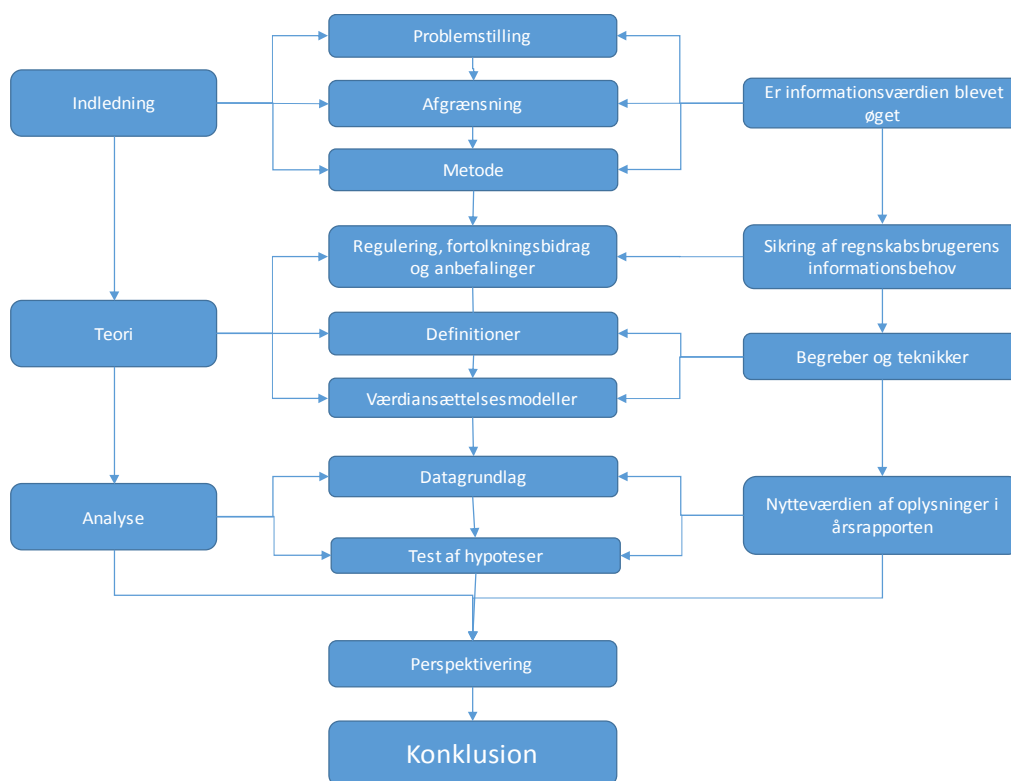 Problemstilling
Indledning
Afgrænsning
Er informationsværdien blevet
øget
Metode
Regulering, fortolkningsbidrag
og anbefalinger
Sikring af regnskabsbrugerens
informationsbehov
Teori
Definitioner
Begreber og teknikker
Værdiansættelsesmodeller
Datagrundlag
Analyse
Nytteværdien af oplysninger i
årsrapporten
Test af hypoteser
Perspektivering
Konklusion